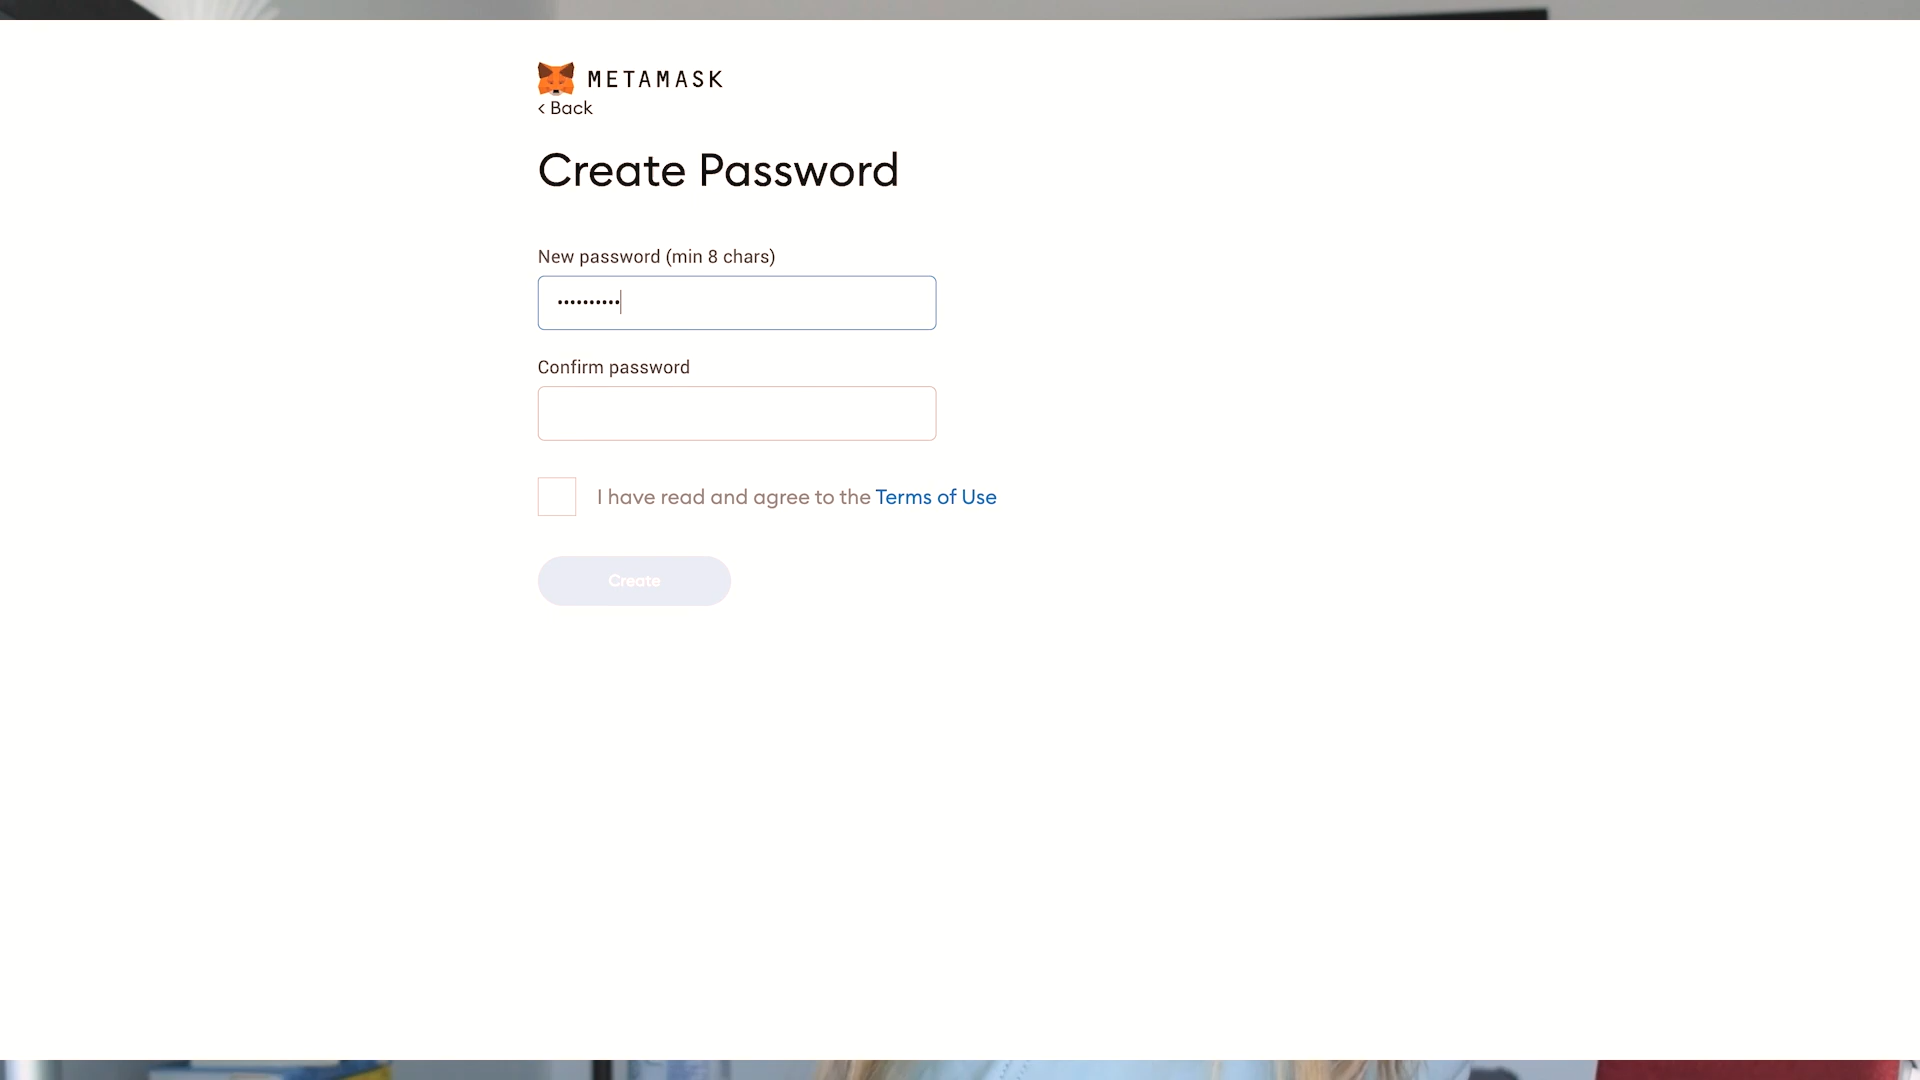 METAMASK
< Back
Create Password
New password (min 8 chars)
••••••••••
Confirm password
I have read and agree to the Terms of Use
Create